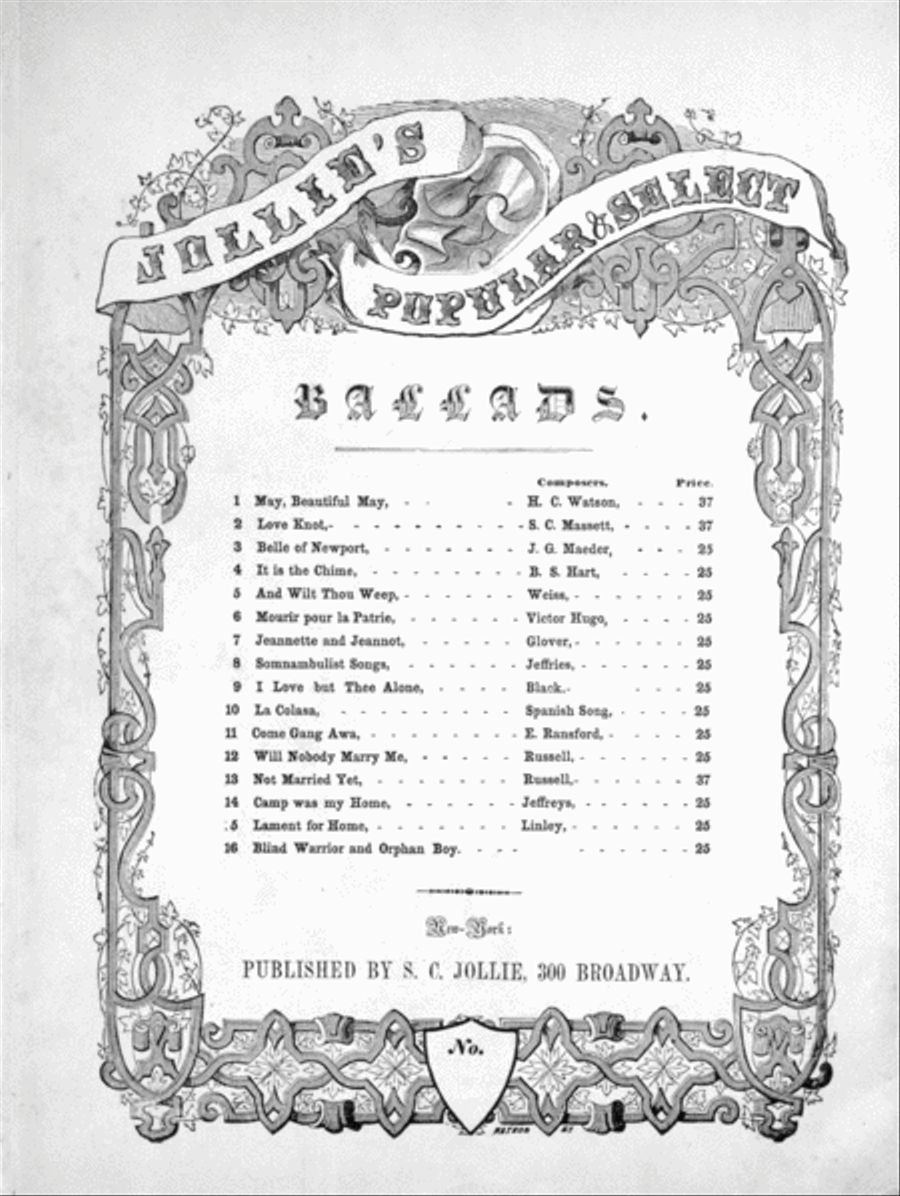 JOLLIE'S
POPULAR & SELECT
BALLADS.
Composers. Price.
1 May, Beautiful May, - - - H. C. Watson, - - - 37
2 Love Knot,- - - - - - - - - -S. C. Massett, - - - - 37
3 Belle of Newport, - - - - - - - J. G. Maeder, - - - 25
4 It is the Chime, - - - - - - - - B. S. Hart, - - - - 25
5 And Wilt Thou Weep,- - - - - - Weiss,- - - - - - 25
6 Mourir pour la Patrie, - - - - - - Victor Hugo, - - - - 25
7 Jeannette and Jeannot, - - - - - Glover,- - - - - - 25
8 Somnambulist Songs, - - - - - - Jeffries, - - - - - 25
9 I Love but Thee Alone, - - - - Black.- - - - 25
10 La Colasa, - - - - - - - - - Spanish Song, - - - - 25
11 Come Gang Awa, - - - - - - - - E. Ransford,- - - - - 25
12 Will Nobody Marry Me, - - - - - Russell, - - - - - 25
13 Not Married Yet, - - - - - - - Russell,- - - - - - 37
14 Camp was my Home, - - - - - - Jeffreys, - - - - - 25
:5 Lament for Home, - - - - - - - Linley, - - - - - - 25
16 Blind Warrior and Orphan Boy. - - - - - - - - 25
New-York:
PUBLISHED BY S. C. JOLLIE, 300 BROADWAY.
No.